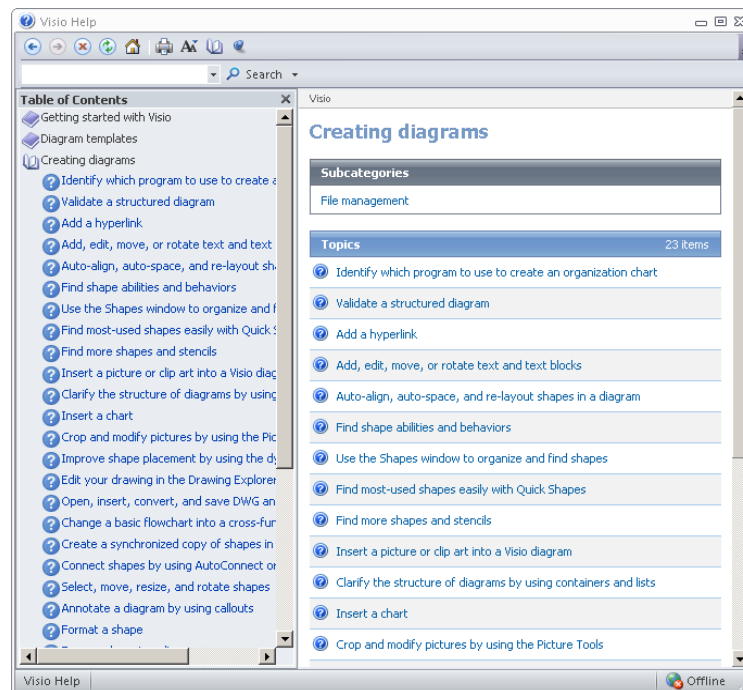 Visio Help
Search
Table of Contents
Getting started with Visio
Diagram templates
Creating diagrams
Identify which program to use to create a
Validate a structured diagram
Add a hyperlink
Add, edit, move, or rotate text and text
Auto-align, auto-space, and re-layout sh
Find shape abilities and behaviors
Use the Shapes window to organize and f
Find most-used shapes easily with Quick S
Find more shapes and stencils
Insert a picture or clip art into a Visio diag
Clarify the structure of diagrams by using
Insert a chart
Crop and modify pictures by using the Pic
Improve shape placement by using the dy
Edit your drawing in the Drawing Explorer
Open, insert, convert, and save DWG an
Change a basic flowchart into a cross-fun
Create a synchronized copy of shapes in
Connect shapes by using AutoConnect or
Select, move, resize, and rotate shapes
Annotate a diagram by using callouts
Format a shape
Visio
Creating diagrams
Subcategories
File management
Topics 23 items
Identify which program to use to create an organization chart
Validate a structured diagram
Add a hyperlink
Add, edit, move, or rotate text and text blocks
Auto-align, auto-space, and re-layout shapes in a diagram
Find shape abilities and behaviors
Use the Shapes window to organize and find shapes
Find most-used shapes easily with Quick Shapes
Find more shapes and stencils
Insert a picture or clip art into a Visio diagram
Clarify the structure of diagrams by using containers and lists
Insert a chart
Crop and modify pictures by using the Picture Tools
Visio Help
Offline